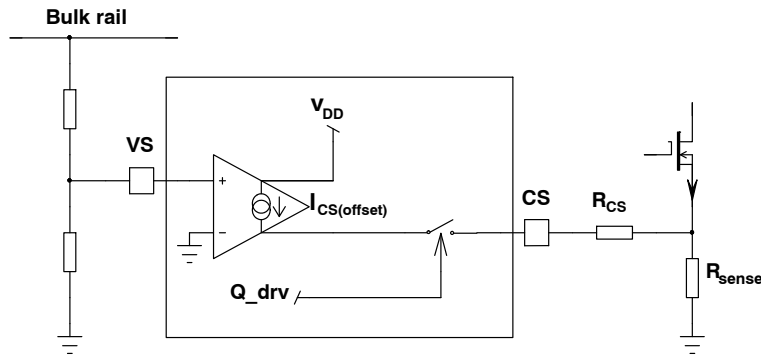 Bulk rail
VDD
VS
+
ICS(offset)
CS
RCS
−
Q_drv
Rsense